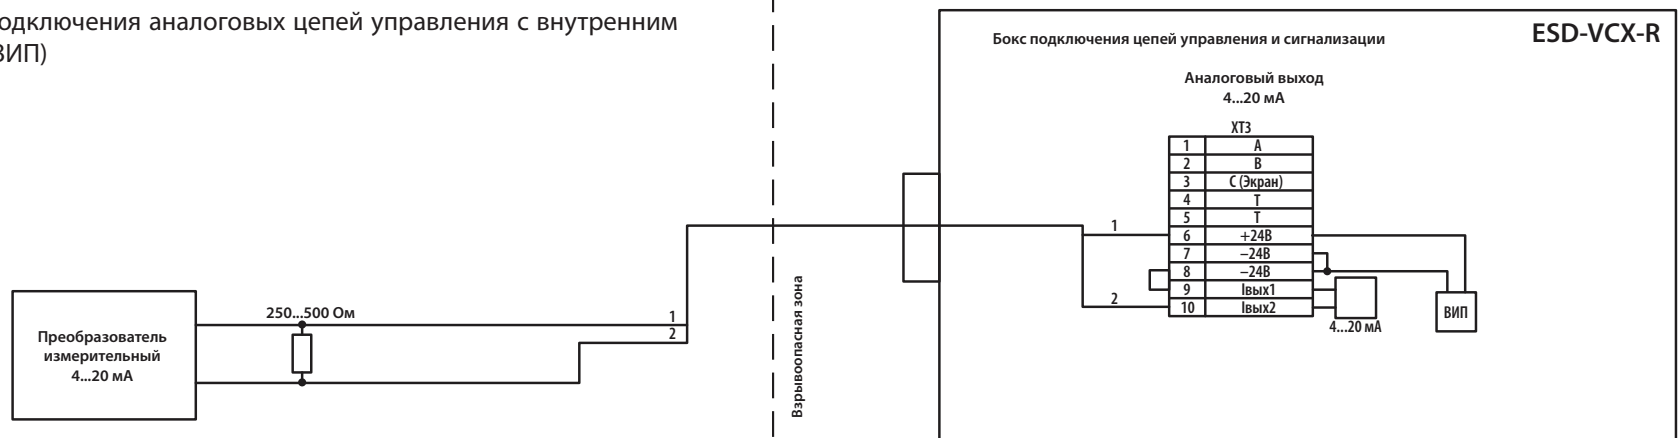 одключения аналоговых цепей управления с внутренним
ВИП)
Бокс подключения цепей управления и сигнализации
ESD-VCX-R
Аналоговый выход
4...20 мА
XT3
1 A
2 B
3 C (Экран)
4 T
5 T
6 +24В
7 –24В
8 –24В
9 Iвых1
10 Iвых2
1
2
4...20 мА
ВИП
Взрывоопасная зона
250...500 Ом
1
2
Преобразователь
измерительный
4...20 мА